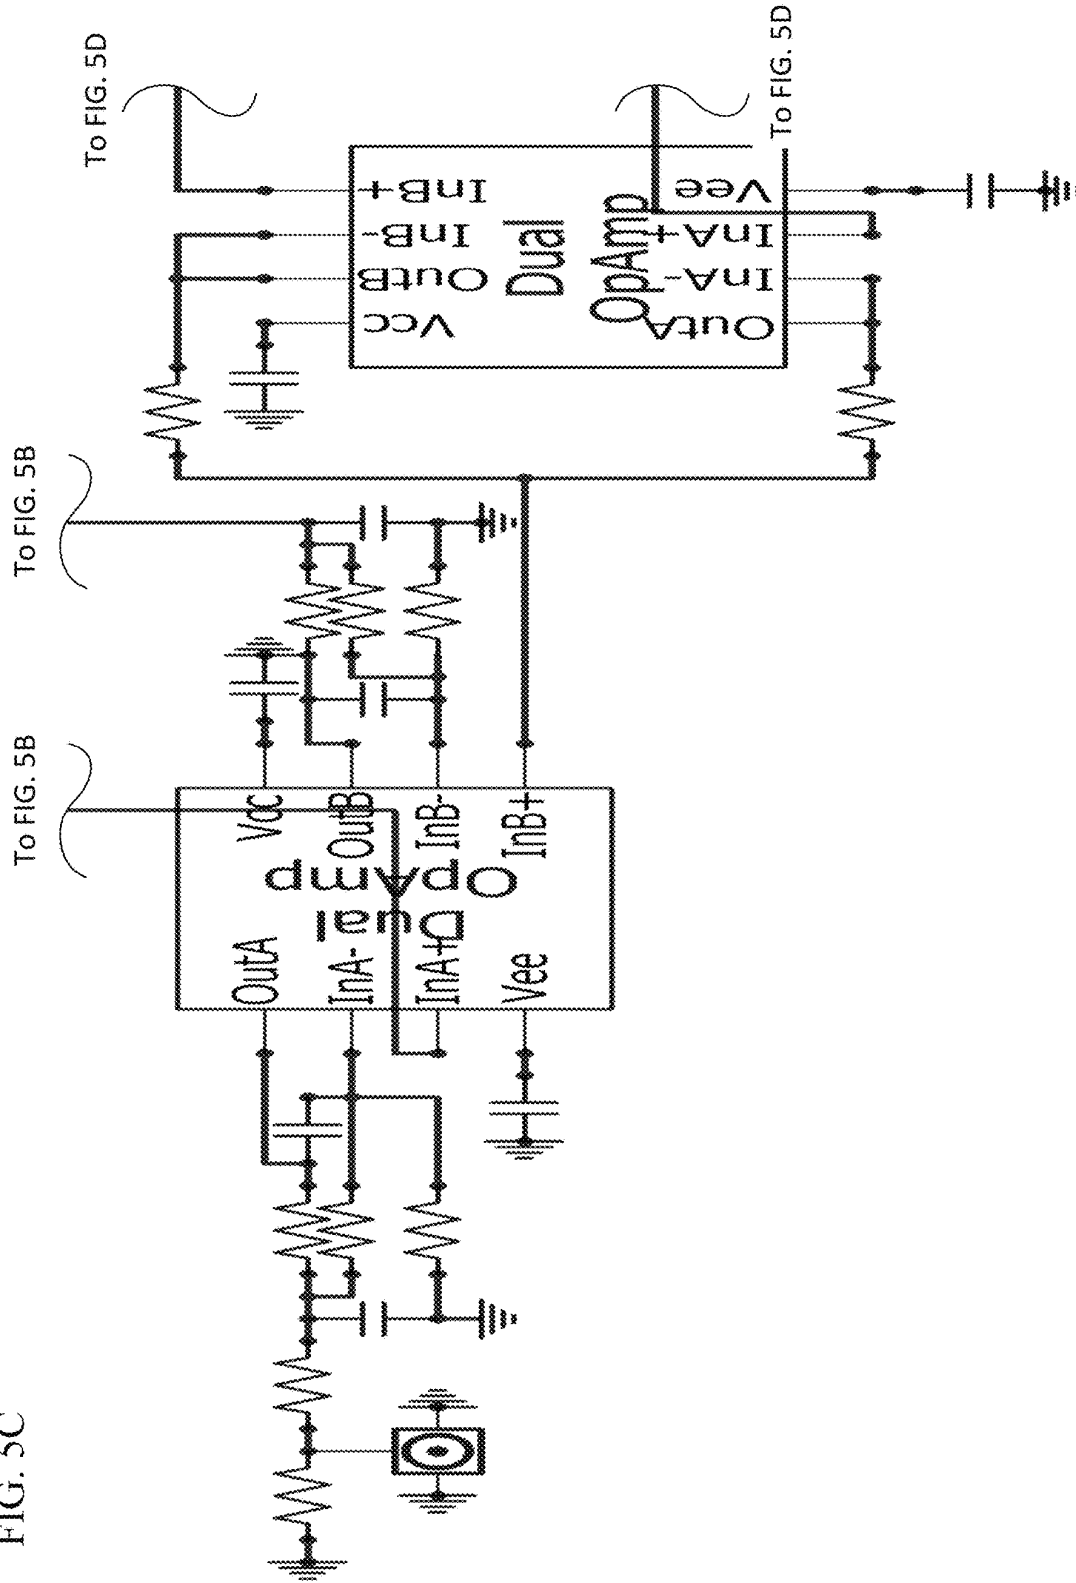 FIG. 5C
To FIG. 5B
To FIG. 5B
To FIG. 5D
To FIG. 5D
OutA
InA-
InA+
Vee
Dual
OpAmp
Vcc
OutB
InB-
InB+
Vcc
OutB
InB-
InB+
Dual
OpAmp
OutA
InA-
InA+
Vee